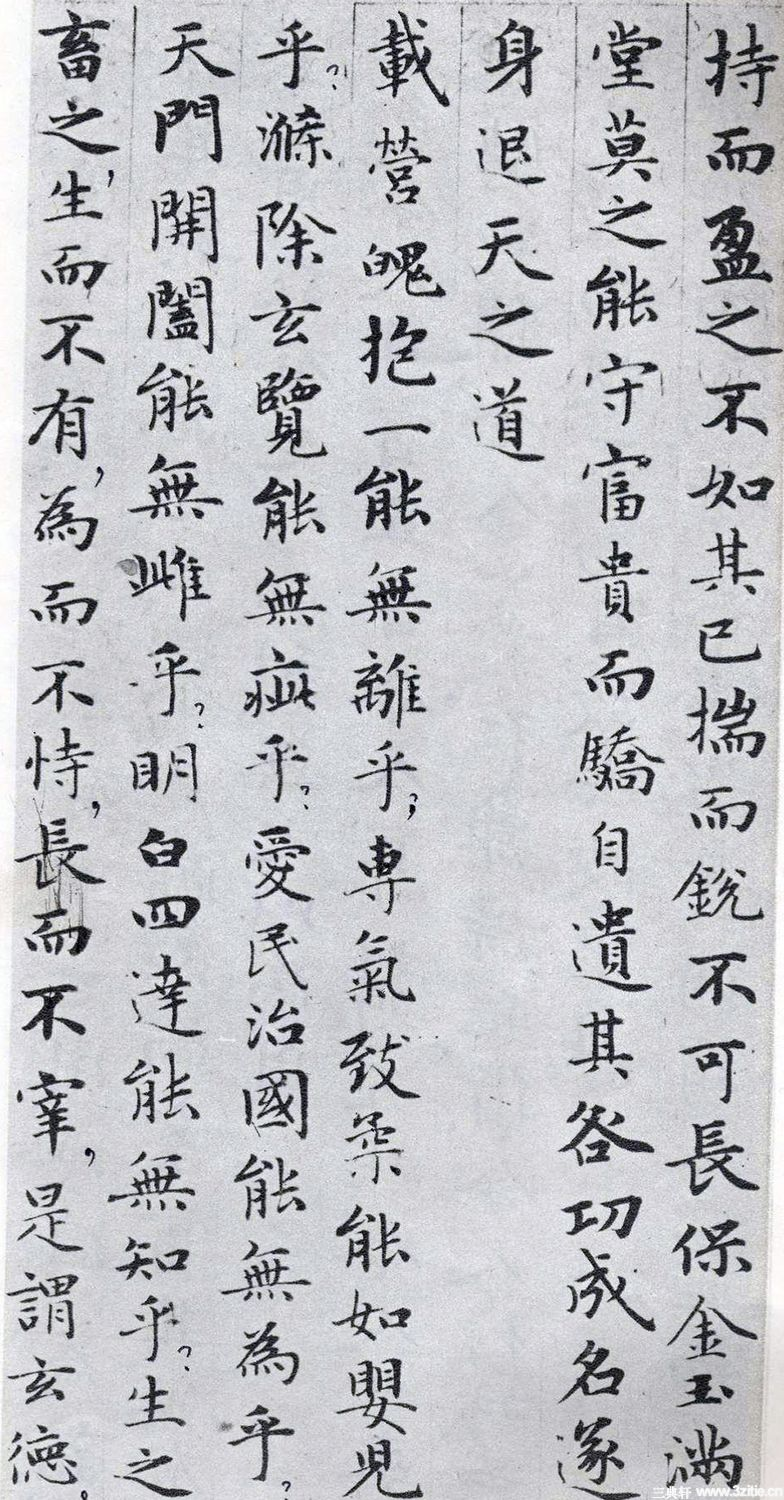 持而盈之不如其已揣而銳不可長保金玉滿
堂莫之能守富貴而驕自遺其咎功成名遂
身退天之道
載營魄抱一能無離乎,專氣致柔能如嬰兒
乎?滌除玄覽能無疵乎?愛民治國能無為乎?
天門開闔能無雌乎?明白四達能無知乎?生之
畜之,生而不有,為而不恃,長而不宰,是謂玄德。
三典轩 www.3zitie.cn